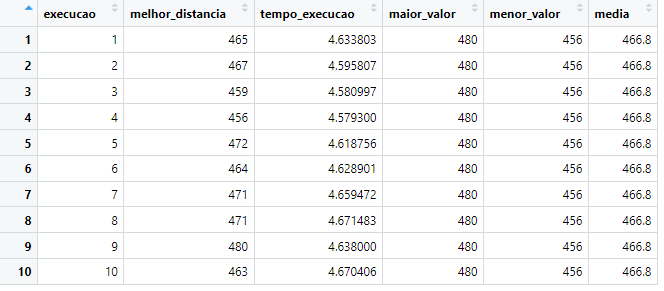 execucao melhor_distancia tempo_execucao maior_valor menor_valor media
1 1 465 4.633803 480 456 466.8
2 2 467 4.595807 480 456 466.8
3 3 459 4.580997 480 456 466.8
4 4 456 4.579300 480 456 466.8
5 5 472 4.618756 480 456 466.8
6 6 464 4.628901 480 456 466.8
7 7 471 4.659472 480 456 466.8
8 8 471 4.671483 480 456 466.8
9 9 480 4.638000 480 456 466.8
10 10 463 4.670406 480 456 466.8